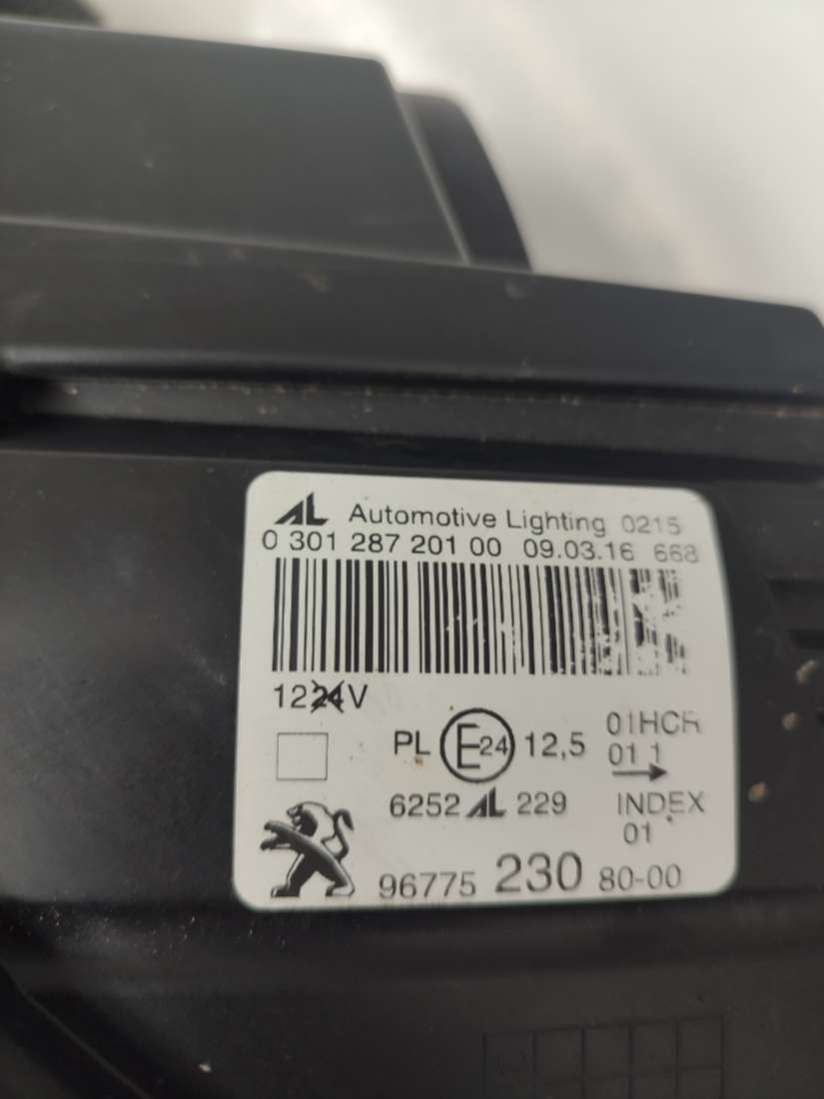 AL Automotive Lighting 0215
0 301 287 201 00 09.03.16 668
1224V
PL E24 12,5
01HCR
01 1
6252 AL 229
INDEX
01
96775 230 80-00